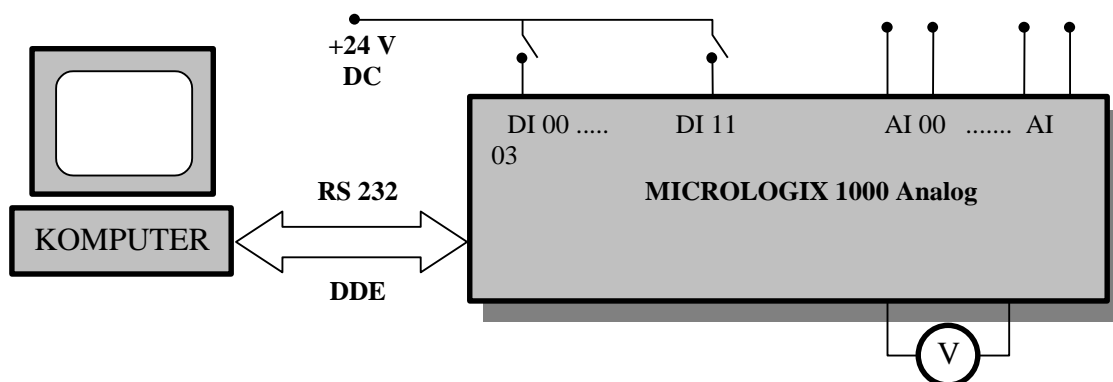 +24 V
DC
DI 00 ..... DI 11 AI 00 ....... AI
03
RS 232
MICROLOGIX 1000 Analog
KOMPUTER
DDE
V